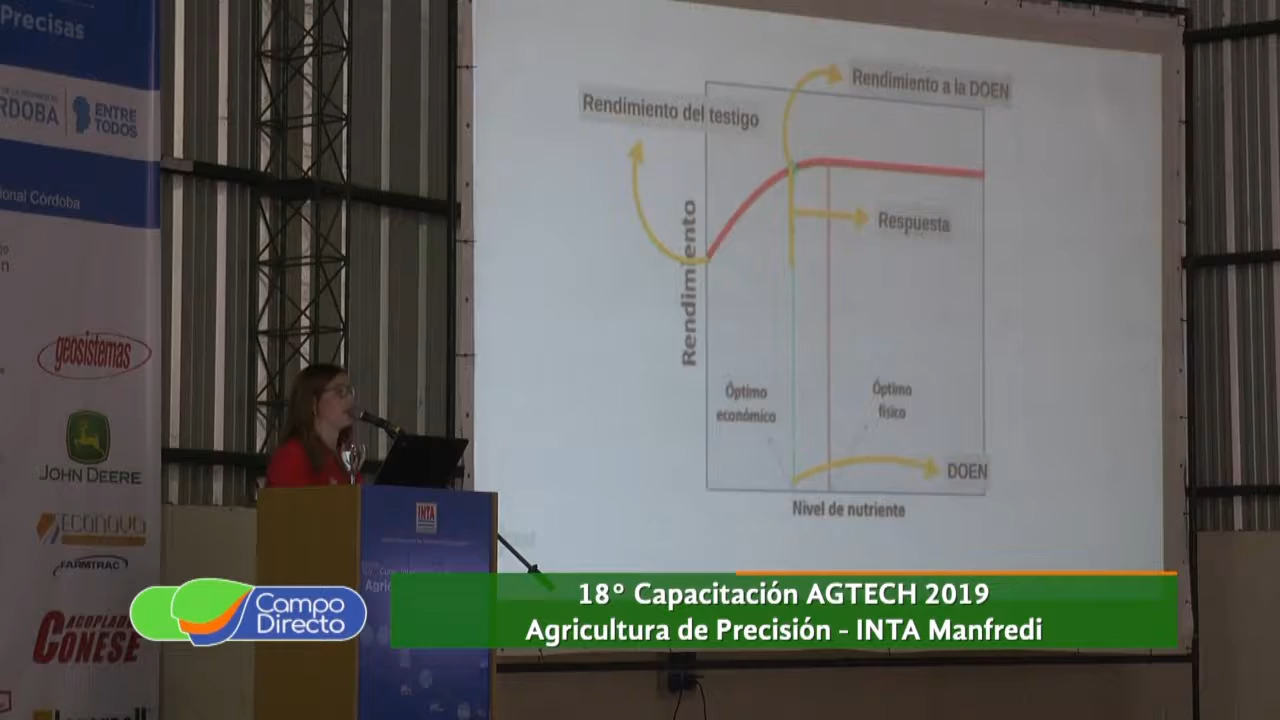 Precisas
RDOBA
ENTRE
TODOS
ional Córdoba
geosistemas
JOHN DEERE
ECONOVO
FARMTRAC
ACOPLADOS
CONESE
INTA
Rendimiento del testigo
Rendimiento a la DOEN
Respuesta
Rendimiento
Óptimo
económico
Óptimo
físico
DOEN
Nivel de nutriente
Campo
Directo
18° Capacitación AGTECH 2019
Agricultura de Precisión - INTA Manfredi